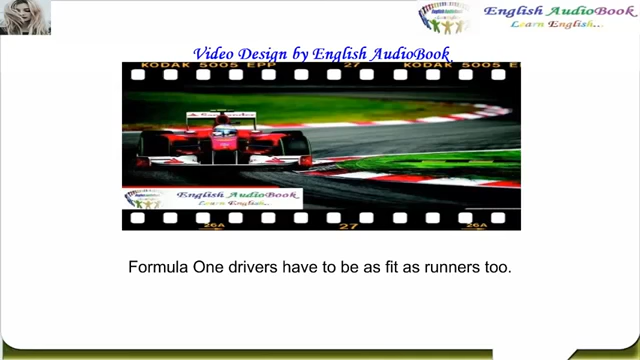 English AudioBook
Learn English...
Video Design by English AudioBook
KODAK 5005 EPP 27 KODAK 5005 E
Santander
English AudioBook
Learn English...
26A 27 26A
Formula One drivers have to be as fit as runners too.